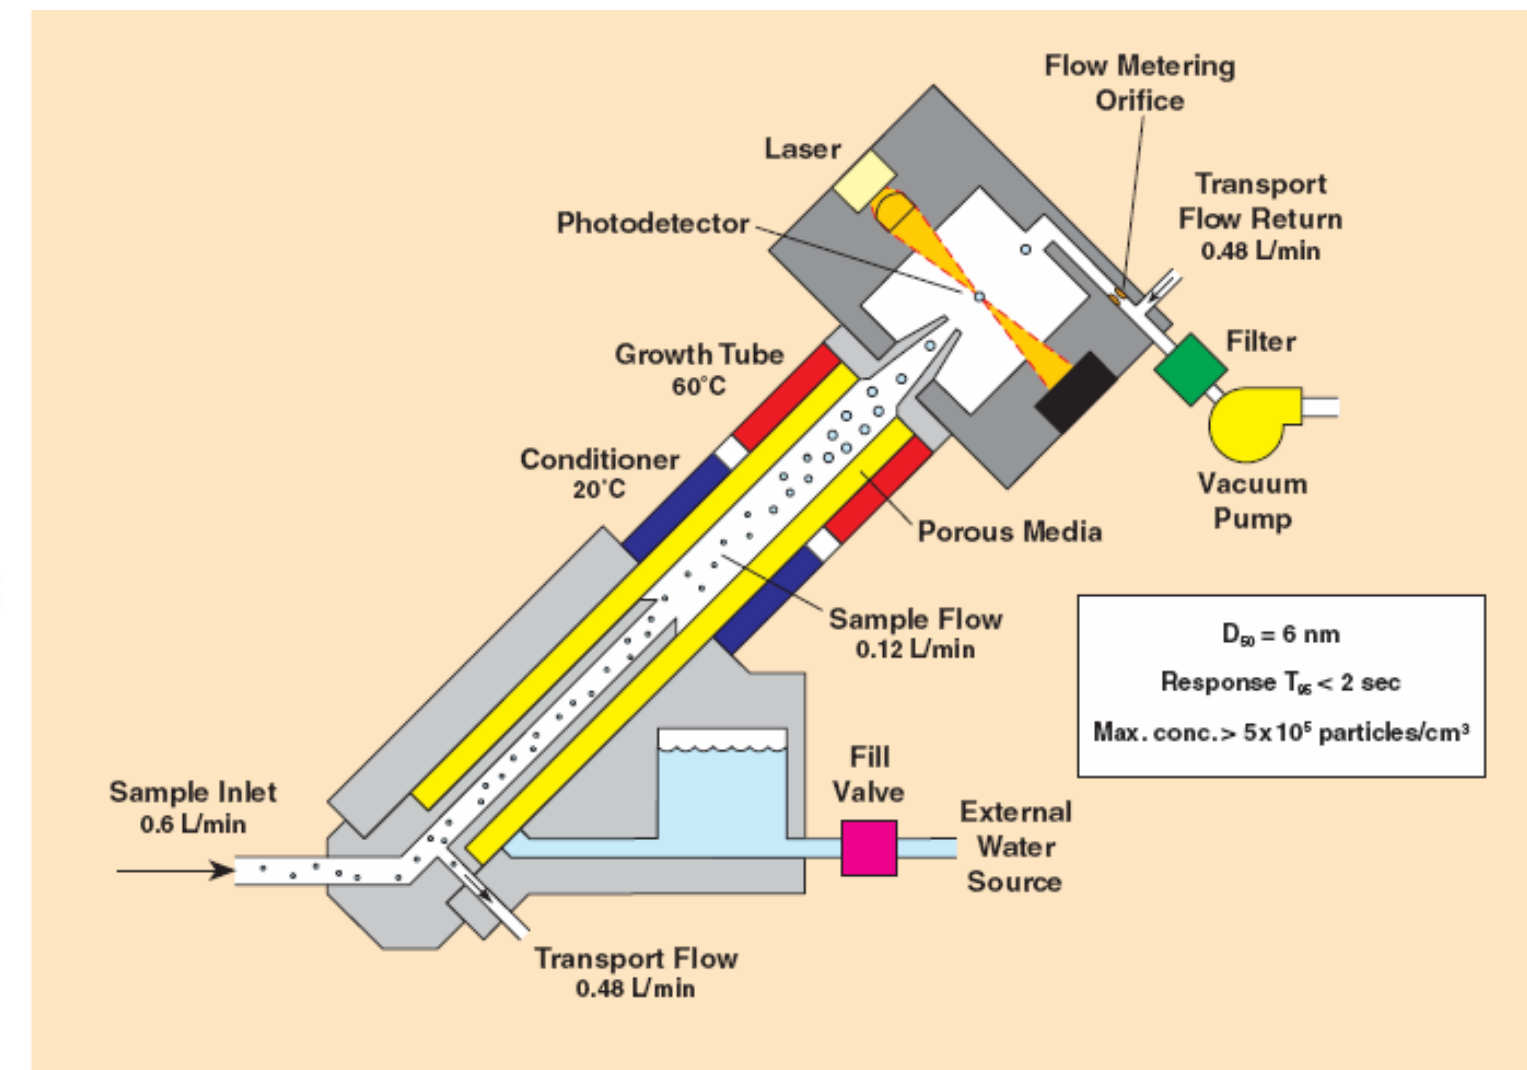 Flow Metering
Orifice
Laser
Transport
Flow Return
0.48 L/min
Photodetector
Filter
Growth Tube
60˚C
Conditioner
20˚C
Vacuum
Pump
Porous Media
Sample Flow
0.12 L/min
D₅₀ = 6 nm
Response T₉₅ < 2 sec
Max. conc.> 5x10⁵ particles/cm³
Fill
Valve
Sample Inlet
0.6 L/min
External
Water
Source
Transport Flow
0.48 L/min